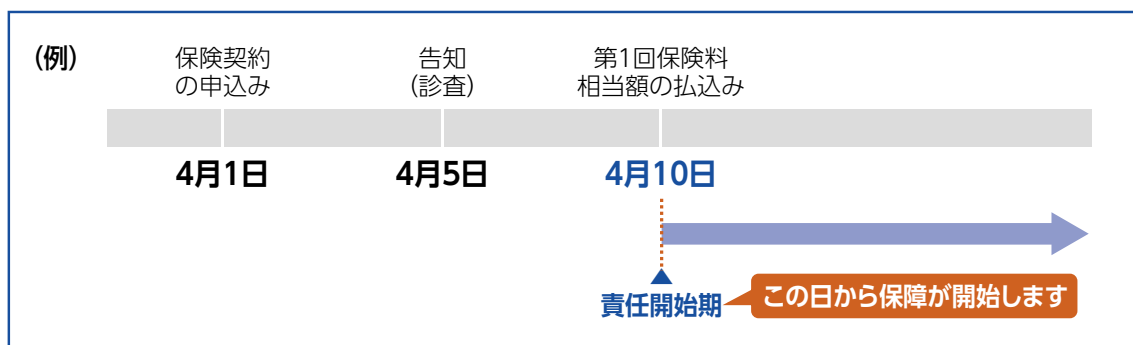 (例)
保険契約
の申込み
告知
(診査)
第1回保険料
相当額の払込み
4月1日
4月5日
4月10日
責任開始期
この日から保障が開始します